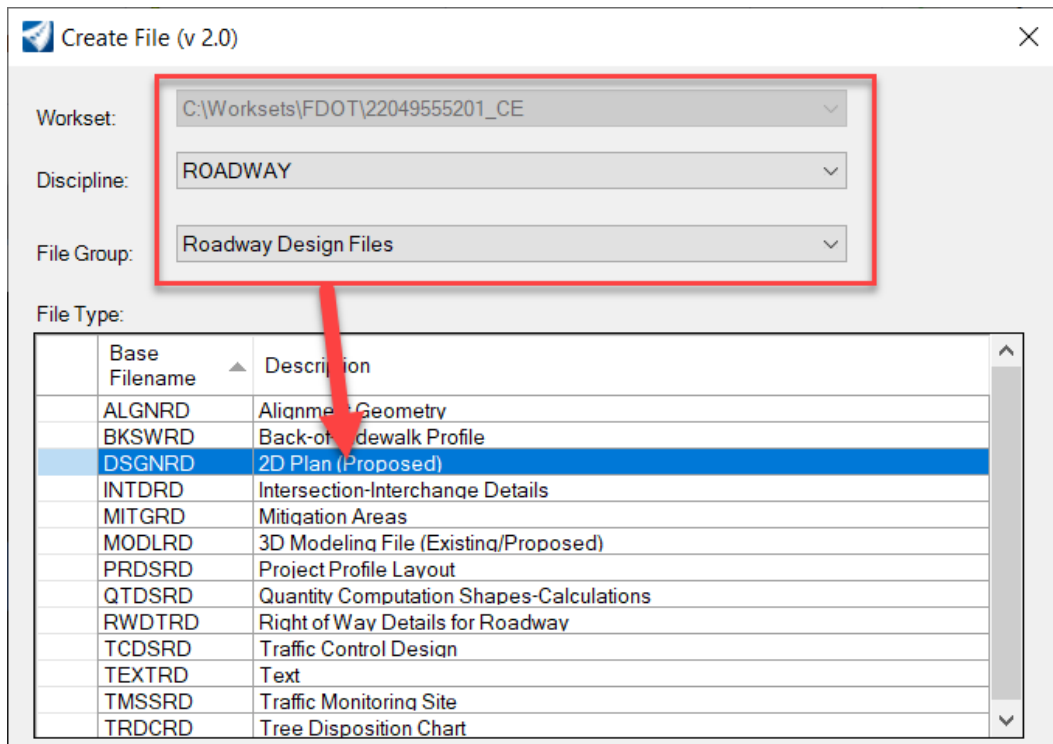 Create File (v 2.0)
Workset: C:\Worksets\FDOT\22049555201_CE
Discipline: ROADWAY
File Group: Roadway Design Files
File Type:
Base Filename Description
ALGNRD Alignment Geometry
BKSWRD Back-of-Sidewalk Profile
DSGNRD 2D Plan (Proposed)
INTDRD Intersection-Interchange Details
MITGRD Mitigation Areas
MODLRD 3D Modeling File (Existing/Proposed)
PRDSRD Project Profile Layout
QTDSRD Quantity Computation Shapes-Calculations
RWDTRD Right of Way Details for Roadway
TCDSRD Traffic Control Design
TEXTRD Text
TMSSRD Traffic Monitoring Site
TRDCRD Tree Disposition Chart